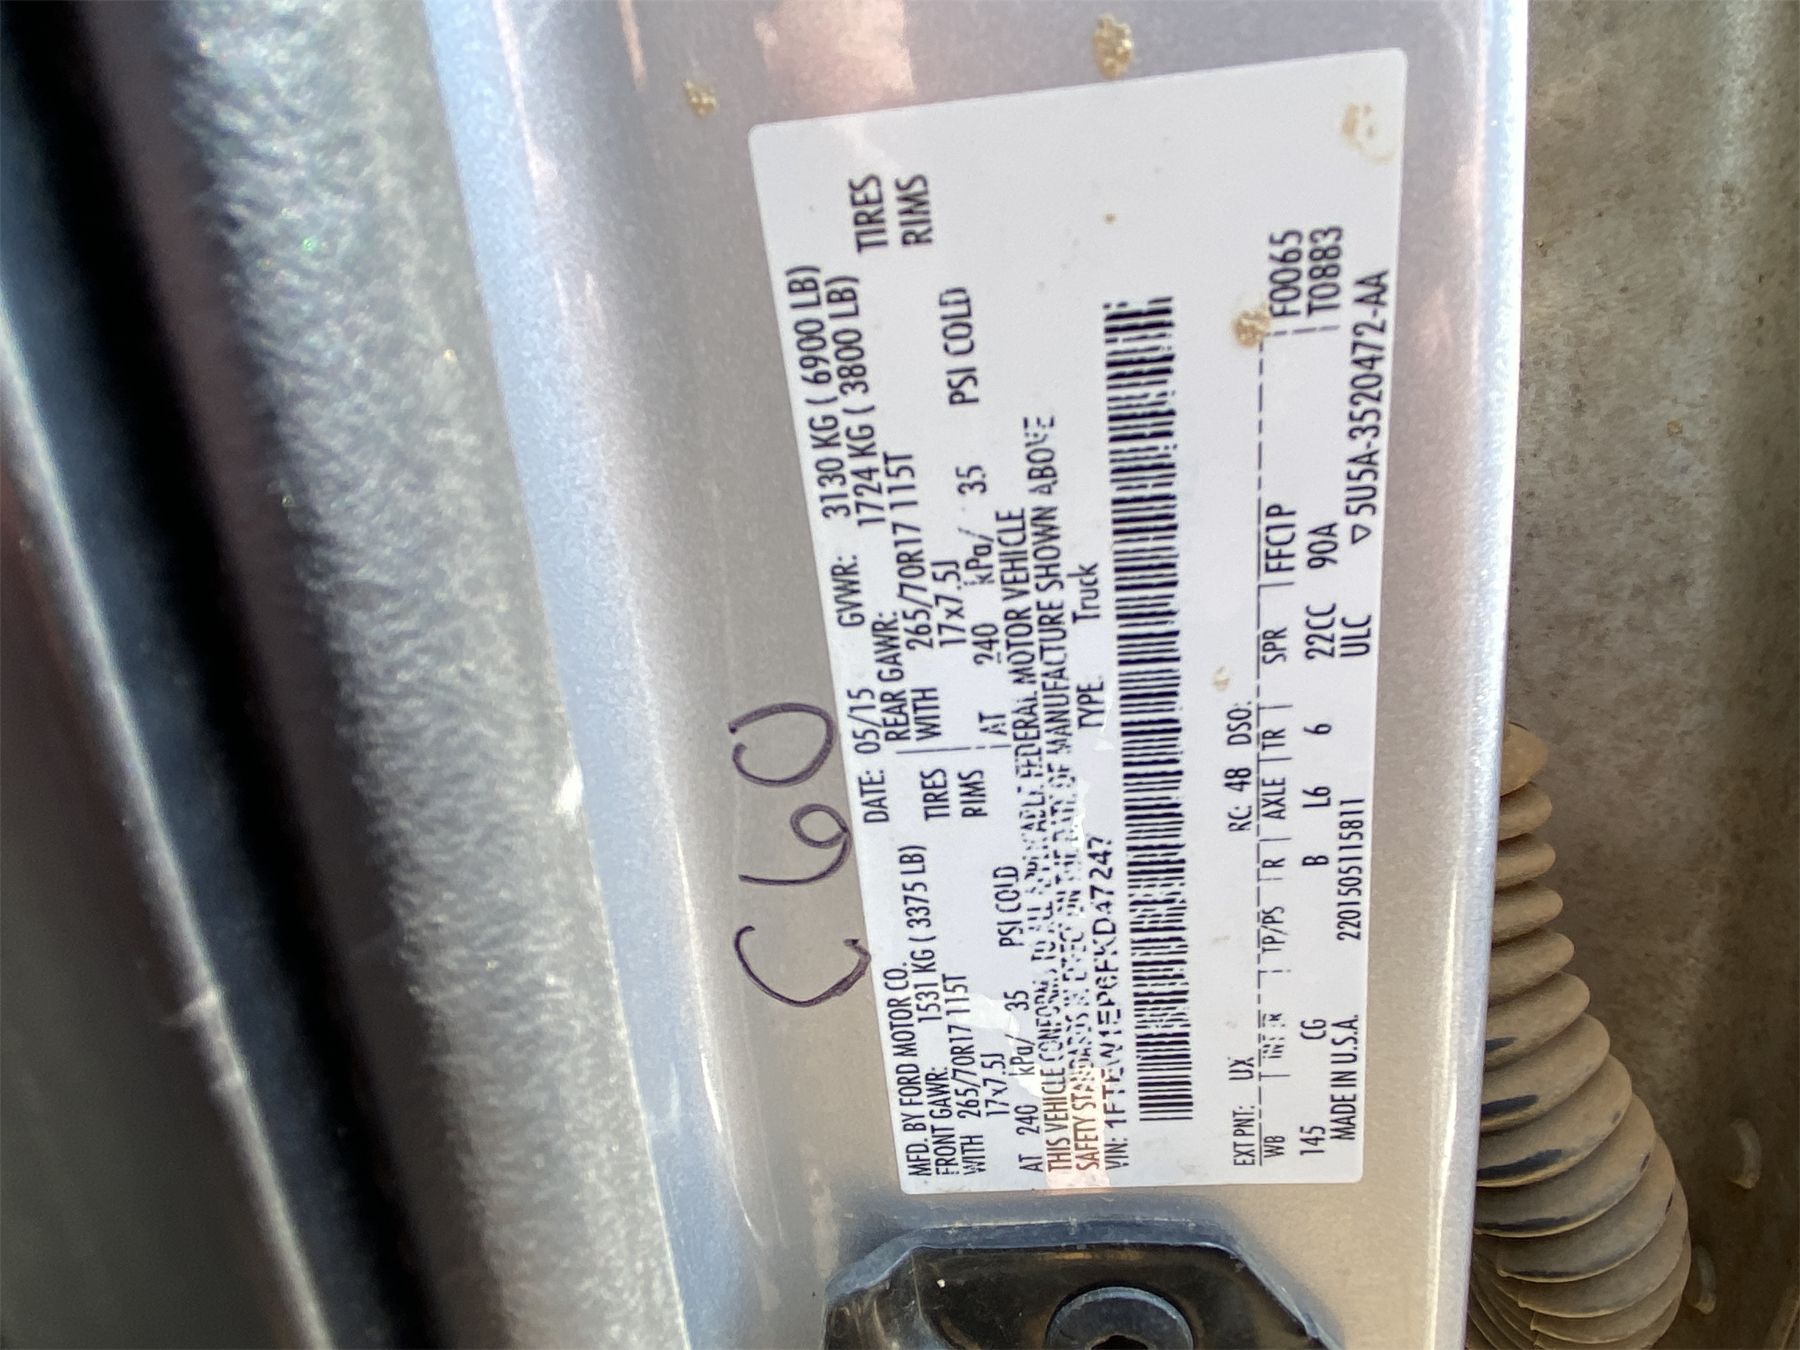 C60
MFD. BY FORD MOTOR CO. DATE: 05/15 GVWR: 3130 KG ( 6900 LB)
FRONT GAWR: 1531 KG ( 3375 LB) REAR GAWR: 1724 KG ( 3800 LB)
WITH 265/70R17 115T TIRES WITH 265/70R17 115T TIRES
17x7.5J RIMS 17x7.5J RIMS
AT 240 kPa/ 35 PSI COLD AT 240 kPa/ 35 PSI COLD
THIS VEHICLE CONFORMS TO ALL APPLICABLE FEDERAL MOTOR VEHICLE
SAFETY STANDARDS IN EFFECT ON THE DATE OF MANUFACTURE SHOWN ABOVE
VIN: 1FTEW1EP6FKD47247 TYPE: Truck
EXT PNT: UX RC: 48 DSO:
WB INT TR TP/PS R AXLE TR SPR FFC1P F0065
145 CG B L6 6 22CC 90A T0883
MADE IN U.S.A. 2201505115811 ULC ▽5U5A-3520472-AA